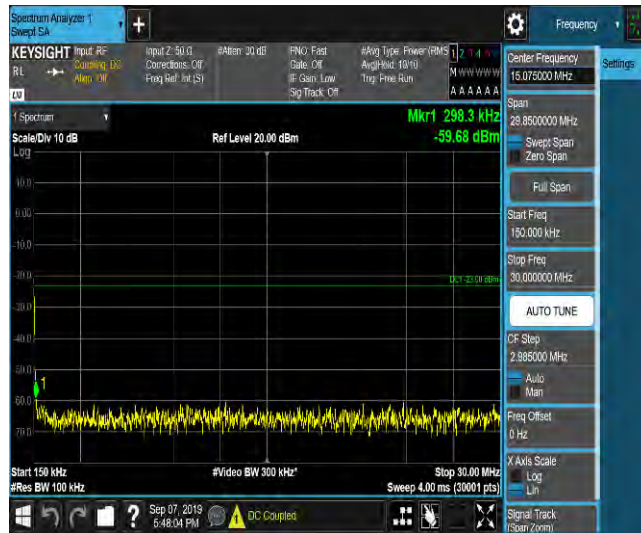 Spectrum Analyzer 1
Swept SA
+
Frequency
KEYSIGHT
RL
Input: RF
Coupling: DC
Align: Off
Input Z: 50 Ω
Corrections: Off
Freq Ref: Int (S)
#Atten: 30 dB
PNO: Fast
Gate: Off
IF Gain: Low
Sig Track: Off
#Avg Type: Power (RMS
Avg|Hold: 10/10
Trig: Free Run
M W W W W W
A A A A A A
LXI
1 Spectrum
Scale/Div 10 dB
Ref Level 20.00 dBm
Mkr1 298.3 kHz
-59.68 dBm
Log
10.0
0.00
-10.0
-20.0
DL1 -23.00 dBm
-30.0
-40.0
-50.0
1
-60.0
-70.0
Start 150 kHz
#Video BW 300 kHz*
Stop 30.00 MHz
#Res BW 100 kHz
Sweep 4.00 ms (30001 pts)
Sep 07, 2019
5:48:04 PM
DC Coupled
Center Frequency
15.075000 MHz
Settings
Span
29.8500000 MHz
Swept Span
Zero Span
Full Span
Start Freq
150.000 kHz
Stop Freq
30.000000 MHz
AUTO TUNE
CF Step
2.985000 MHz
Auto
Man
Freq Offset
0 Hz
X Axis Scale
Log
Lin
Signal Track
(Span Zoom)